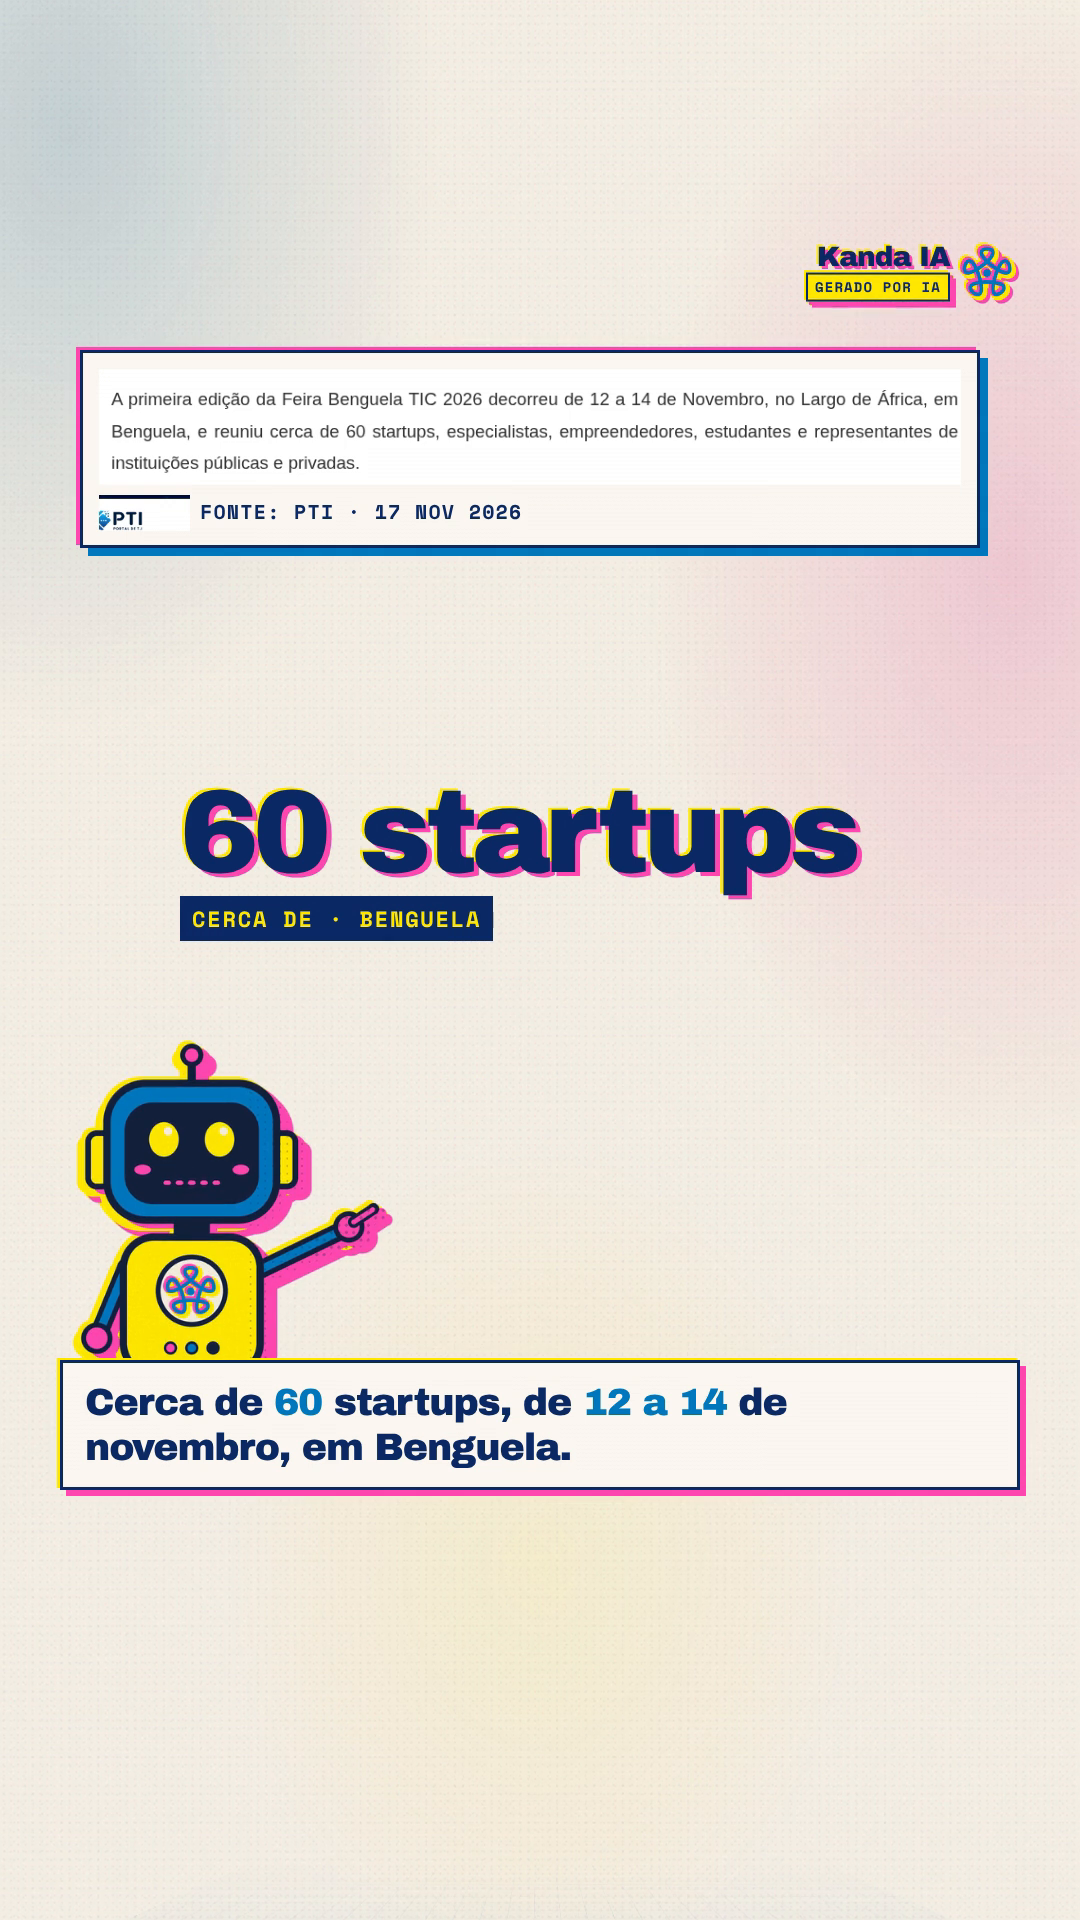 Kanda IA
GERADO POR IA
A primeira edição da Feira Benguela TIC 2026 decorreu de 12 a 14 de Novembro, no Largo de África, em
Benguela, e reuniu cerca de 60 startups, especialistas, empreendedores, estudantes e representantes de
instituições públicas e privadas.
PTI
FONTE: PTI · 17 NOV 2026
60 startups
CERCA DE · BENGUELA
Cerca de 60 startups, de 12 a 14 de
novembro, em Benguela.